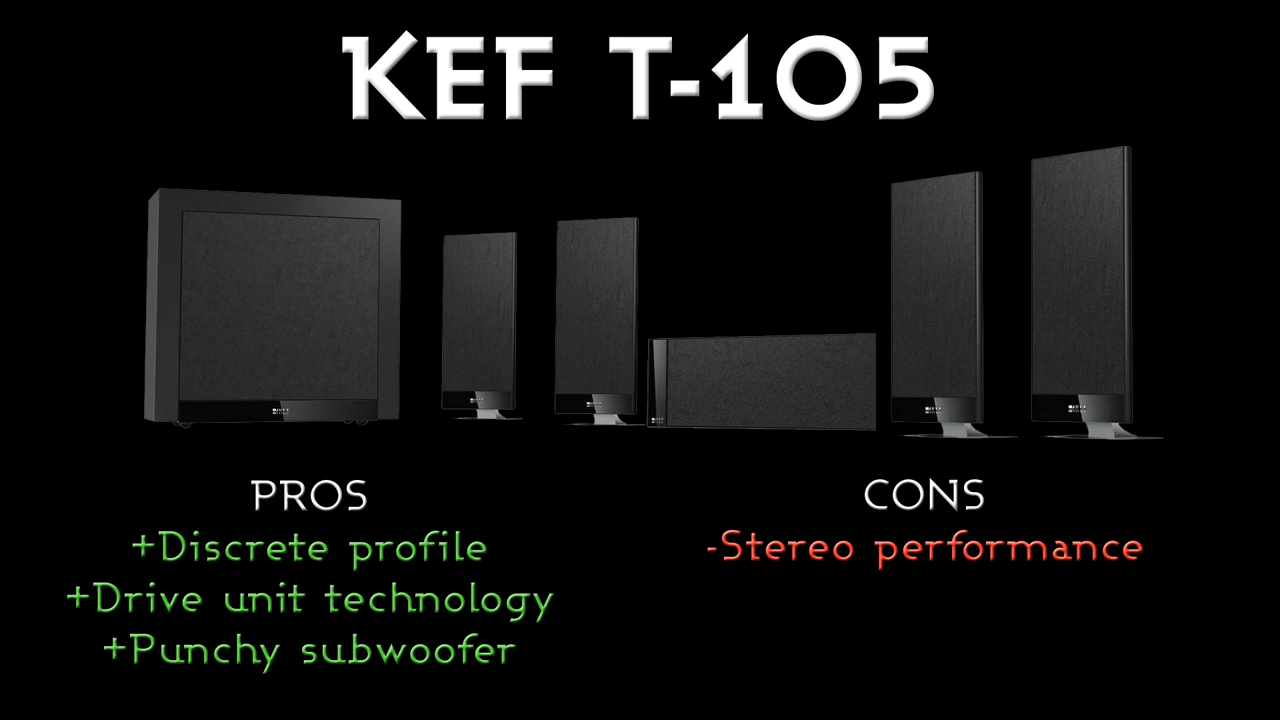 KEF T-105
PROS
+Discrete profile
+Drive unit technology
+Punchy subwoofer
CONS
-Stereo performance